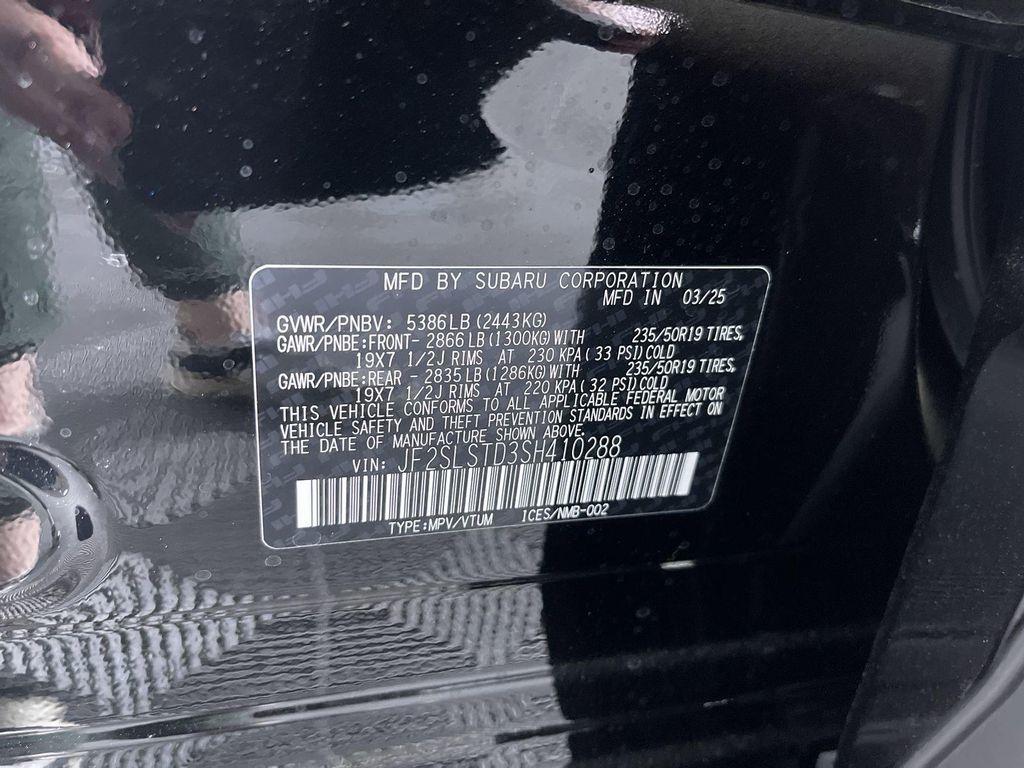 MFD BY SUBARU CORPORATION
MFD IN 03/25
GVWR/PNBV: 5386LB (2443KG)
GAWR/PNBE:FRONT- 2866LB (1300KG)WITH 235/50R19 TIRES,
19X7 1/2J RIMS AT 230 KPA (33 PSI)COLD
GAWR/PNBE:REAR - 2835LB (1286KG)WITH 235/50R19 TIRES,
19X7 1/2J RIMS AT 220 KPA (32 PSI)COLD
THIS VEHICLE CONFORMS TO ALL APPLICABLE FEDERAL MOTOR
VEHICLE SAFETY AND THEFT PREVENTION STANDARDS IN EFFECT ON
THE DATE OF MANUFACTURE SHOWN ABOVE.
VIN: JF2SLSTD3SH410288
TYPE:MPV/VTUM ICES/NMB-002